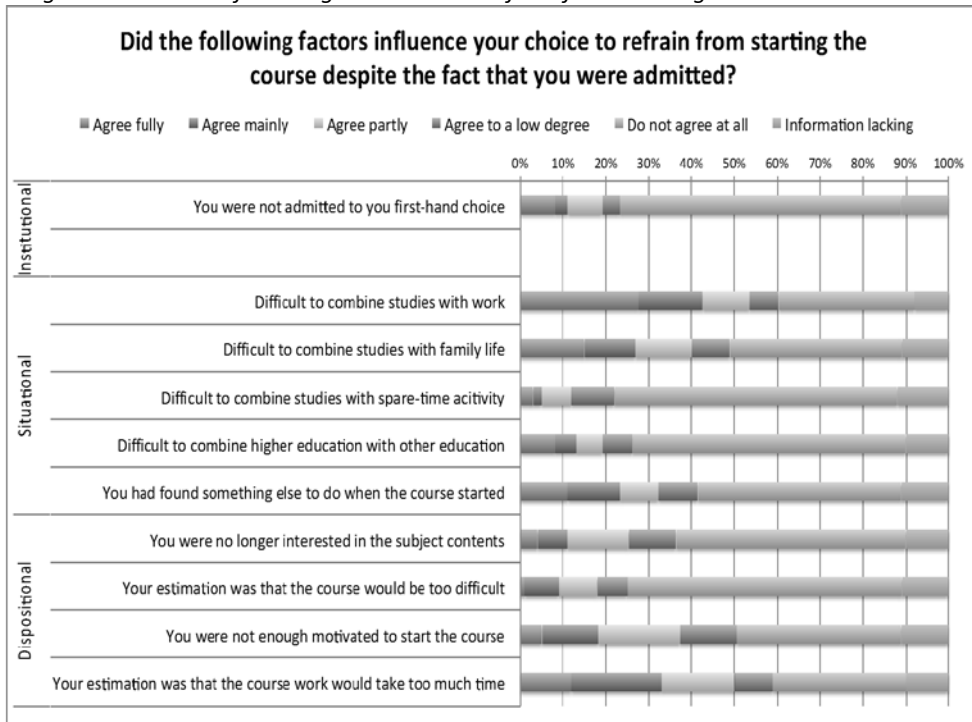 Did the following factors influence your choice to refrain from starting the
course despite the fact that you were admitted?
Agree fully Agree mainly Agree partly Agree to a low degree Do not agree at all Information lacking
0% 10% 20% 30% 40% 50% 60% 70% 80% 90% 100%
Institutional
You were not admitted to you first-hand choice
Situational
Difficult to combine studies with work
Difficult to combine studies with family life
Difficult to combine studies with spare-time acitivity
Difficult to combine higher education with other education
You had found something else to do when the course started
Dispositional
You were no longer interested in the subject contents
Your estimation was that the course would be too difficult
You were not enough motivated to start the course
Your estimation was that the course work would take too much time